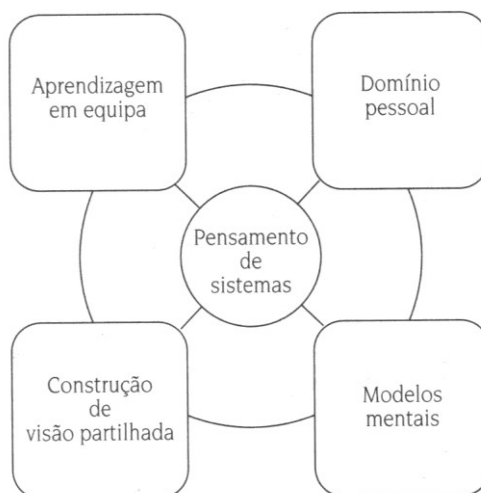 Aprendizagem
em equipa
Domínio
pessoal
Pensamento
de
sistemas
Construção
de
visão partilhada
Modelos
mentais